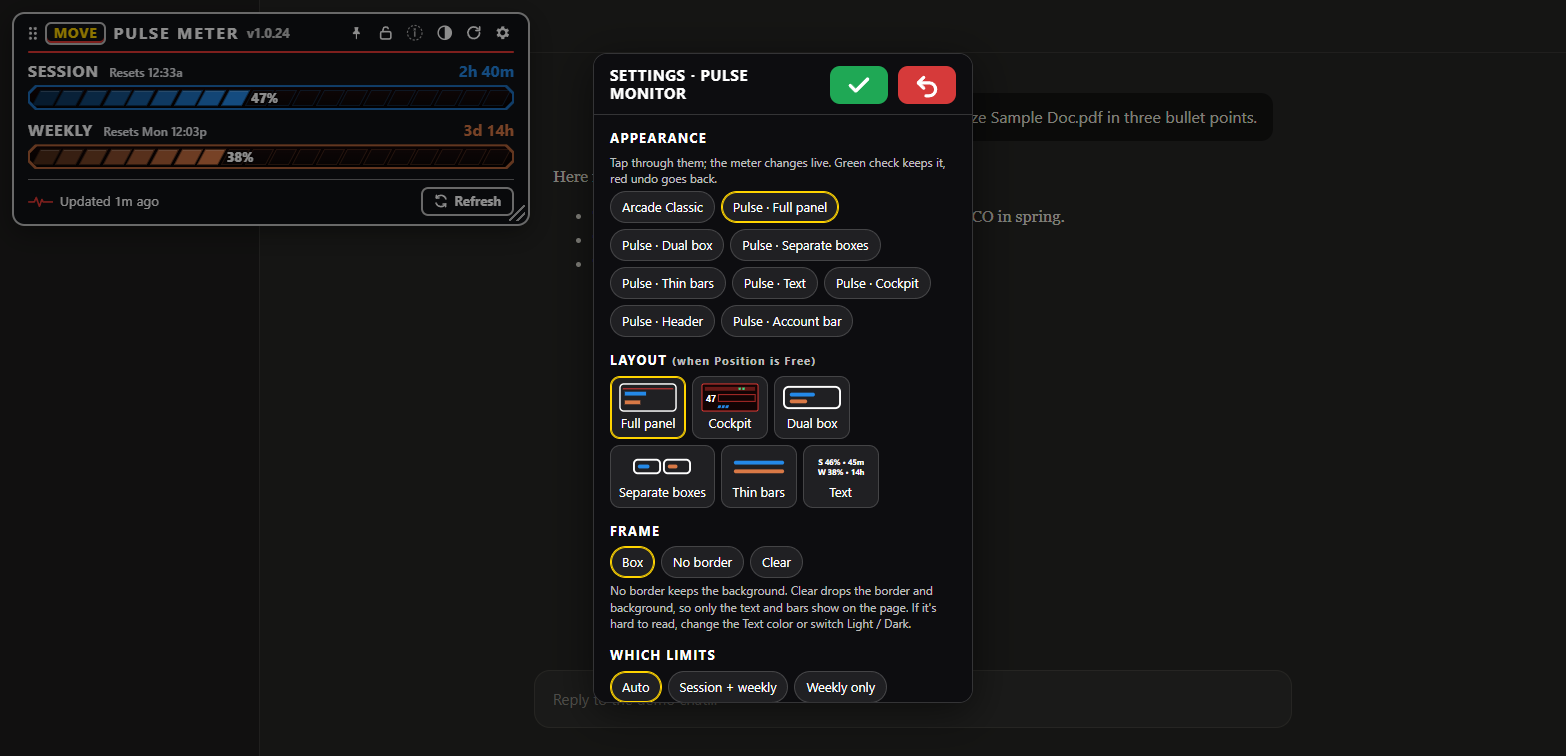 MOVE PULSE METER v1.0.24
SESSION Resets 12:33a 2h 40m
47%
WEEKLY Resets Mon 12:03p 3d 14h
38%
Updated 1m ago Refresh
SETTINGS · PULSE
MONITOR
APPEARANCE
Tap through them; the meter changes live. Green check keeps it,
red undo goes back.
Arcade Classic Pulse · Full panel
Pulse · Dual box Pulse · Separate boxes
Pulse · Thin bars Pulse · Text Pulse · Cockpit
Pulse · Header Pulse · Account bar
LAYOUT (when Position is Free)
47
Full panel Cockpit Dual box
S 46% • 45m
W 38% • 14h
Separate boxes Thin bars Text
FRAME
Box No border Clear
No border keeps the background. Clear drops the border and
background, so only the text and bars show on the page. If it's
hard to read, change the Text color or switch Light / Dark.
WHICH LIMITS
Auto Session + weekly Weekly only
Sample Doc.pdf in three bullet points.
Here
CO in spring.
Reply to the demo chat...